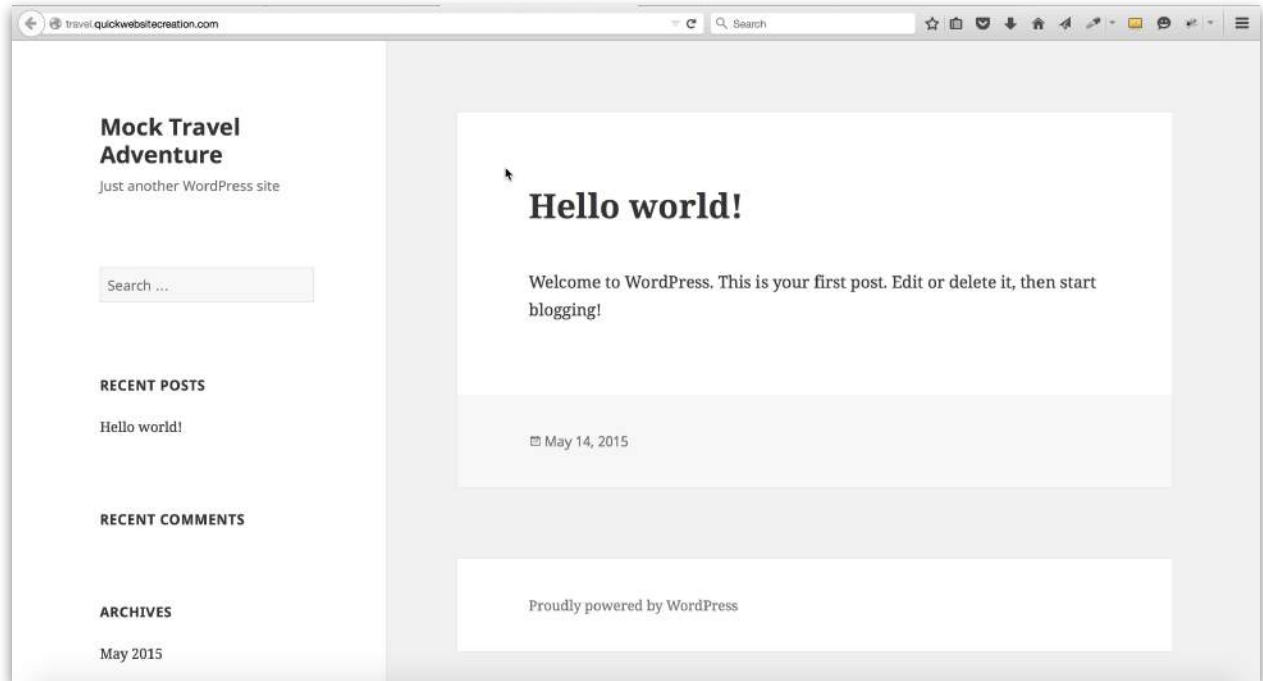 travel.quickwebsitecreation.com
Search
Mock Travel
Adventure
Just another WordPress site
Search ...
RECENT POSTS
Hello world!
RECENT COMMENTS
ARCHIVES
May 2015
Hello world!
Welcome to WordPress. This is your first post. Edit or delete it, then start
blogging!
May 14, 2015
Proudly powered by WordPress